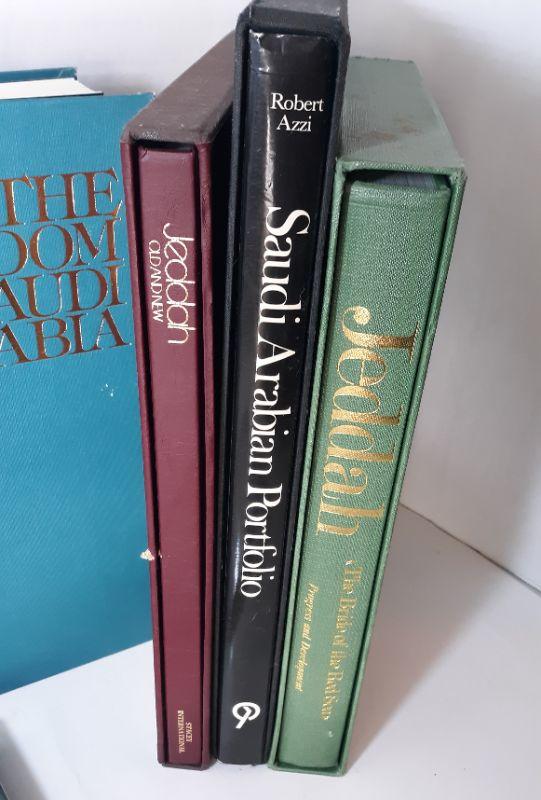 THE
DOM
AUDI
ABIA
Jeddah
OLD AND NEW
STACEY
INTERNATIONAL
Robert
Azzi
Saudi Arabian Portfolio
Jeddah
«The Bride of the Red Sea»
Progress and Development